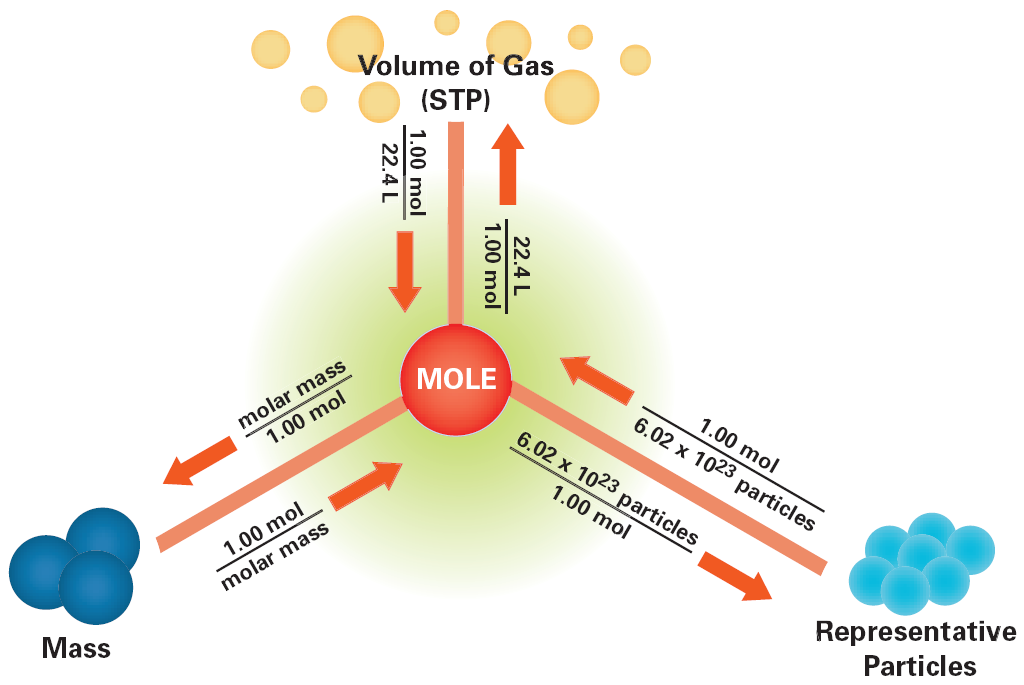 Volume of Gas
(STP)
1.00 mol
22.4 L
22.4 L
1.00 mol
MOLE
molar mass
1.00 mol
1.00 mol
molar mass
1.00 mol
6.02 x 10²³ particles
6.02 x 10²³ particles
1.00 mol
Mass
Representative
Particles